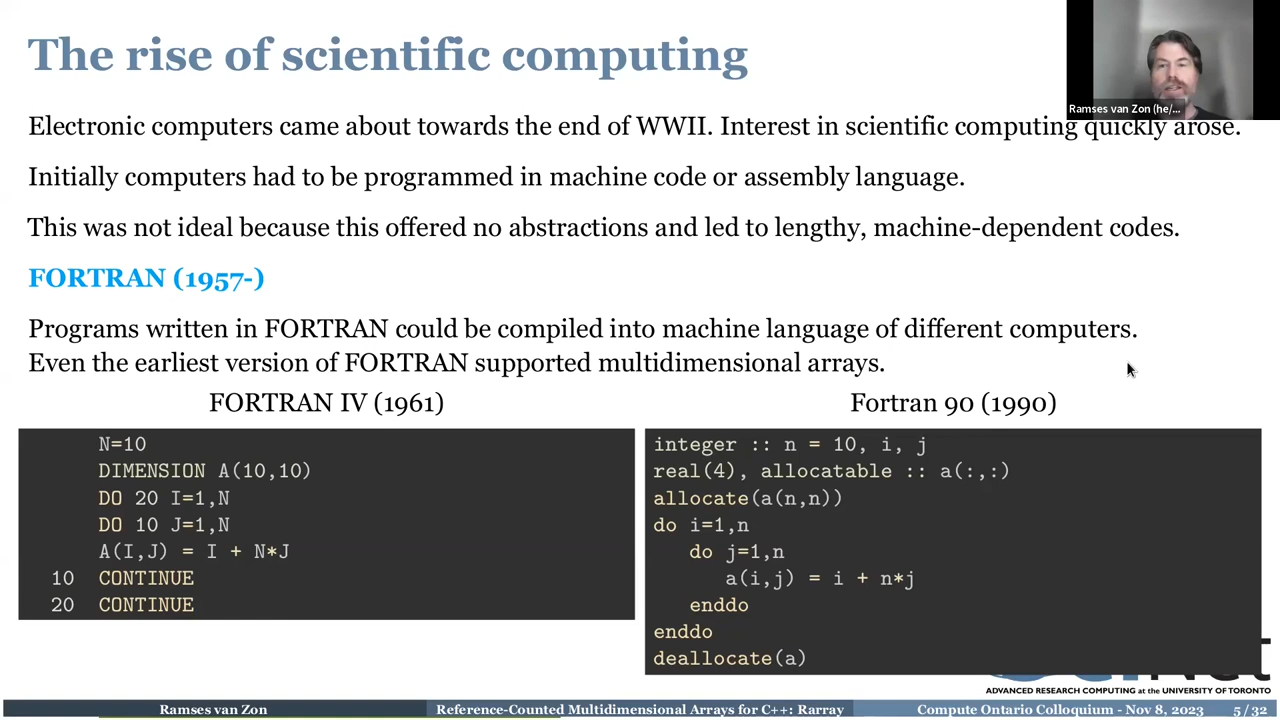 The rise of scientific computing
Ramses van Zon (he/...
Electronic computers came about towards the end of WWII. Interest in scientific computing quickly arose.
Initially computers had to be programmed in machine code or assembly language.
This was not ideal because this offered no abstractions and led to lengthy, machine-dependent codes.
FORTRAN (1957-)
Programs written in FORTRAN could be compiled into machine language of different computers.
Even the earliest version of FORTRAN supported multidimensional arrays.
FORTRAN IV (1961)
N=10
DIMENSION A(10,10)
DO 20 I=1,N
DO 10 J=1,N
A(I,J) = I + N*J
10 CONTINUE
20 CONTINUE
Fortran 90 (1990)
integer :: n = 10, i, j
real(4), allocatable :: a(:,:)
allocate(a(n,n))
do i=1,n
do j=1,n
a(i,j) = i + n*j
enddo
enddo
deallocate(a)
ADVANCED RESEARCH COMPUTING at the UNIVERSITY OF TORONTO
Ramses van Zon
Reference-Counted Multidimensional Arrays for C++: Rarray
Compute Ontario Colloquium - Nov 8, 2023
5 / 32